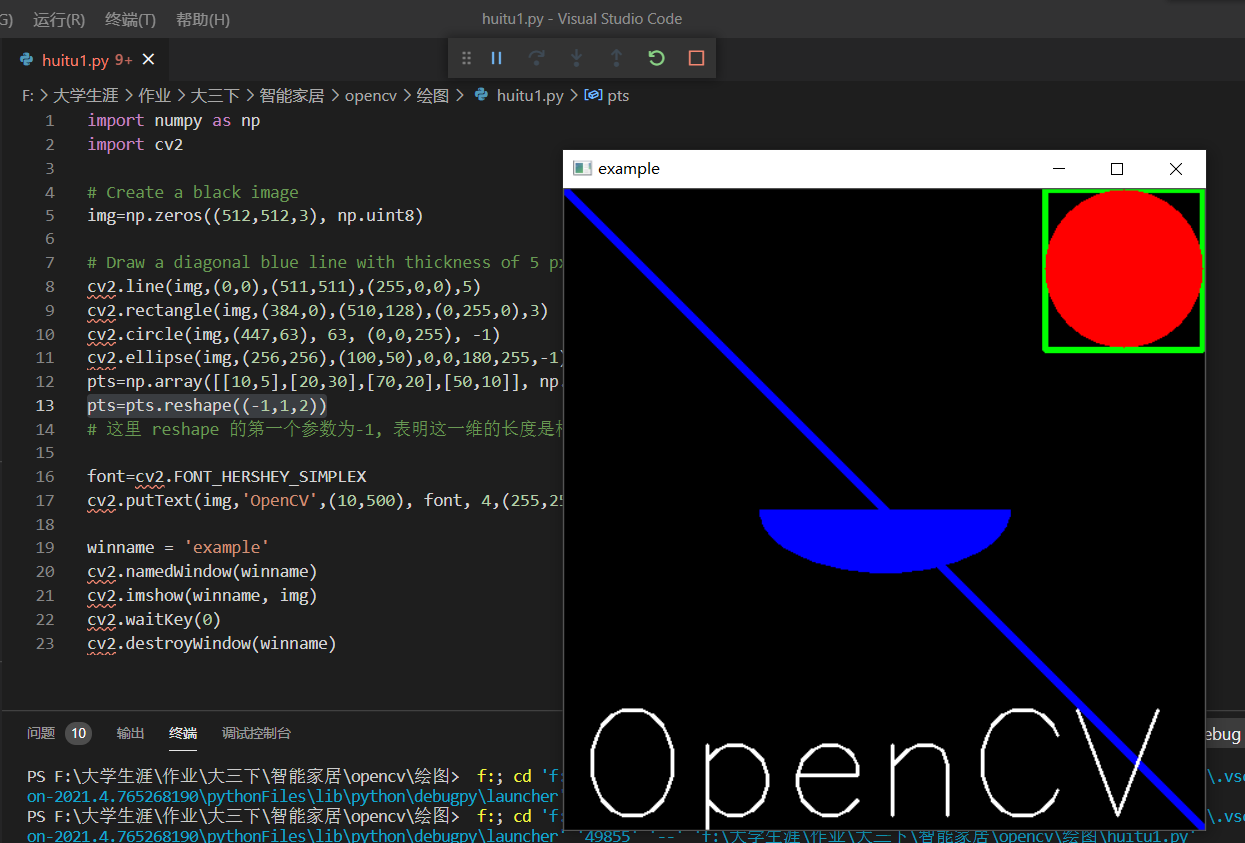 G) 运行(R) 终端(T) 帮助(H) huitu1.py - Visual Studio Code
huitu1.py 9+
F: > 大学生涯 > 作业 > 大三下 > 智能家居 > opencv > 绘图 > huitu1.py > pts
1 import numpy as np
2 import cv2
3
4 # Create a black image
5 img=np.zeros((512,512,3), np.uint8)
6
7 # Draw a diagonal blue line with thickness of 5 px
8 cv2.line(img,(0,0),(511,511),(255,0,0),5)
9 cv2.rectangle(img,(384,0),(510,128),(0,255,0),3)
10 cv2.circle(img,(447,63), 63, (0,0,255), -1)
11 cv2.ellipse(img,(256,256),(100,50),0,0,180,255,-1)
12 pts=np.array([[10,5],[20,30],[70,20],[50,10]], np.
13 pts=pts.reshape((-1,1,2))
14 # 这里 reshape 的第一个参数为-1, 表明这一维的长度是
15
16 font=cv2.FONT_HERSHEY_SIMPLEX
17 cv2.putText(img,'OpenCV',(10,500), font, 4,(255,25
18
19 winname = 'example'
20 cv2.namedWindow(winname)
21 cv2.imshow(winname, img)
22 cv2.waitKey(0)
23 cv2.destroyWindow(winname)
example
OpenCV
问题 10 输出 终端 调试控制台
ebug
PS F:\大学生涯\作业\大三下\智能家居\opencv\绘图> f:; cd 'f: \.vsc
on-2021.4.765268190\pythonFiles\lib\python\debugpy\launcher'
PS F:\大学生涯\作业\大三下\智能家居\opencv\绘图> f:; cd 'f: \.vsc
on-2021.4.765268190\pythonFiles\lib\python\debugpy\launcher' '49855' '--' 'f:\大学生涯\作业\大三下\智能家居\opencv\绘图\huitu1.py'